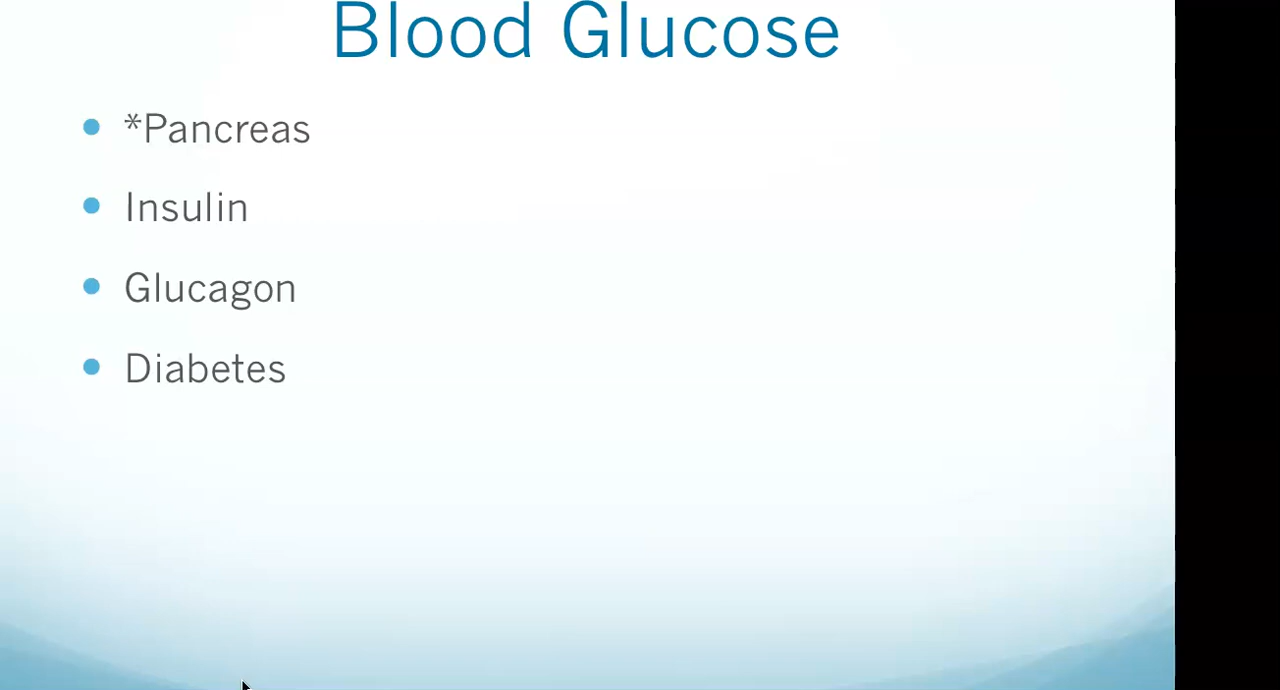 Blood Glucose
• *Pancreas
• Insulin
• Glucagon
• Diabetes